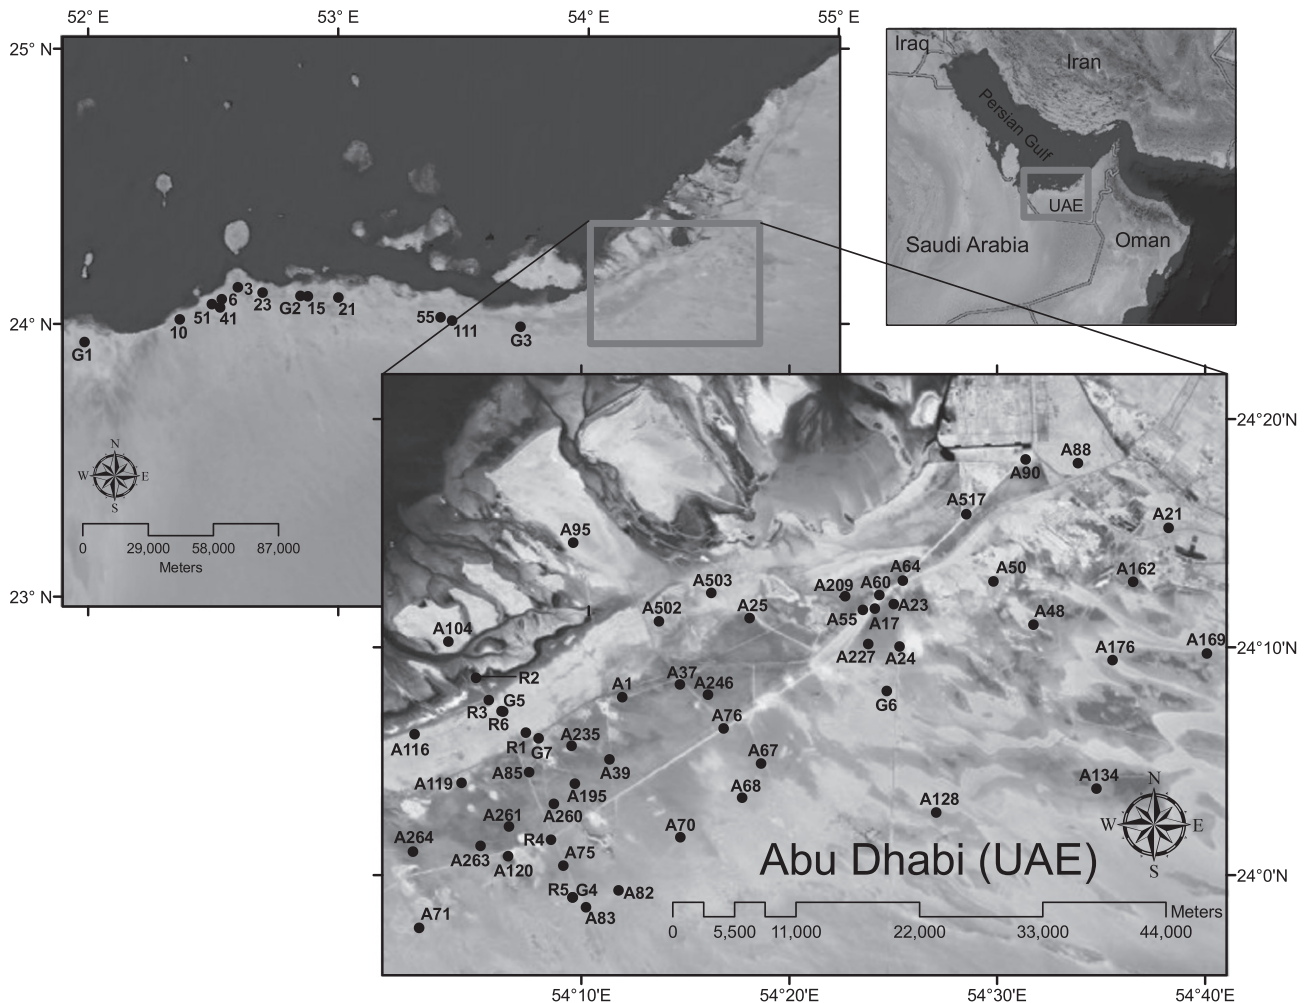 52° E
53° E
54° E
55° E
25° N
24° N
23° N
Iraq
Iran
Persian Gulf
UAE
Saudi Arabia
Oman
G1
10
51
6
41
3
23
G2
15
21
55
111
G3
N
W
E
S
0
29,000
58,000
87,000
Meters
24°20'N
24°10'N
24°0'N
A88
A90
A517
A21
A95
A64
A50
A162
A503
A209
A60
A23
A502
A25
A55
A17
A48
A104
A227
A24
A176
A169
R2
A37
A246
A1
G6
R3
G5
R6
A76
A116
R1
G7
A235
A67
A85
A39
A119
A195
A68
A134
A128
A261
A260
A264
A263
A120
R4
A75
A70
R5
G4
A82
A83
A71
Abu Dhabi (UAE)
N
W
E
S
Meters
0
5,500
11,000
22,000
33,000
44,000
54°10'E
54°20'E
54°30'E
54°40'E